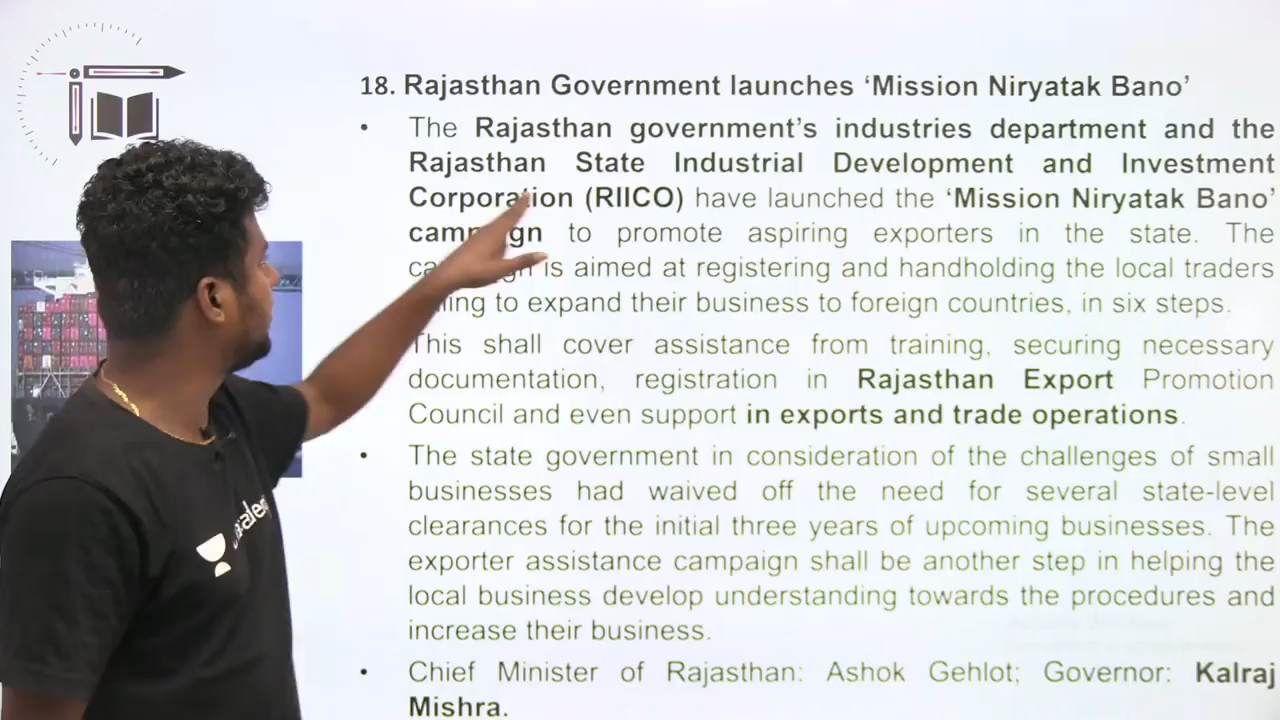 18. Rajasthan Government launches ‘Mission Niryatak Bano’
• The Rajasthan government’s industries department and the
Rajasthan State Industrial Development and Investment
Corporation (RIICO) have launched the ‘Mission Niryatak Bano’
campaign to promote aspiring exporters in the state. The
campaign is aimed at registering and handholding the local traders
to expand their business to foreign countries, in six steps.
This shall cover assistance from training, securing necessary
documentation, registration in Rajasthan Export Promotion
Council and even support in exports and trade operations.
• The state government in consideration of the challenges of small
businesses had waived off the need for several state-level
clearances for the initial three years of upcoming businesses. The
exporter assistance campaign shall be another step in helping the
local business develop understanding towards the procedures and
increase their business.
• Chief Minister of Rajasthan: Ashok Gehlot; Governor: Kalraj
Mishra.